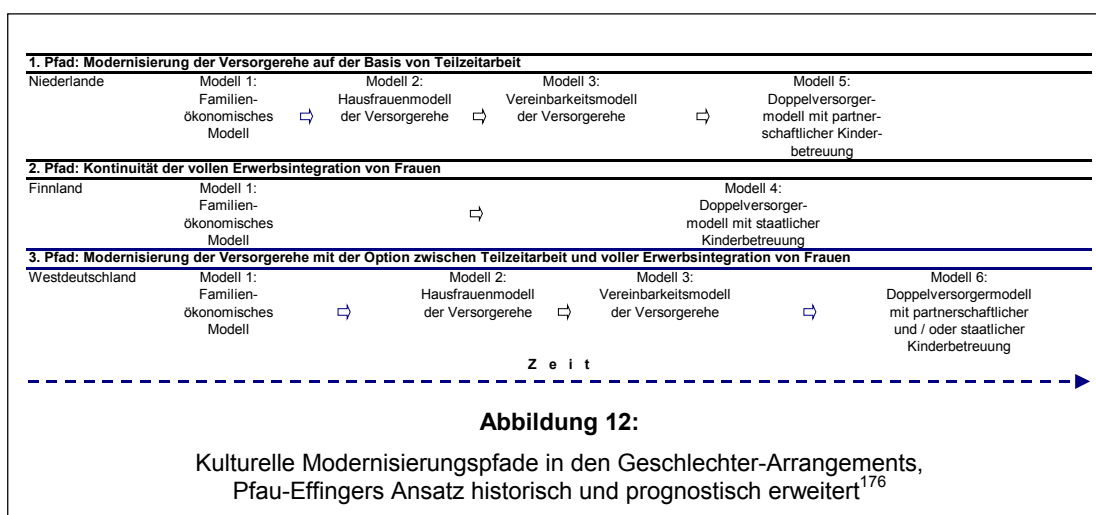 1. Pfad: Modernisierung der Versorgerehe auf der Basis von Teilzeitarbeit
Niederlande Modell 1: Modell 2: Modell 3: Modell 5:
Familien- Hausfrauenmodell Vereinbarkeitsmodell Doppelversorger-
ökonomisches ⇨ der Versorgerehe ⇨ der Versorgerehe ⇨ modell mit partner-
Modell schaftlicher Kinder-
betreuung
2. Pfad: Kontinuität der vollen Erwerbsintegration von Frauen
Finnland Modell 1: Modell 4:
Familien- ⇨ Doppelversorger-
ökonomisches modell mit staatlicher
Modell Kinderbetreuung
3. Pfad: Modernisierung der Versorgerehe mit der Option zwischen Teilzeitarbeit und voller Erwerbsintegration von Frauen
Westdeutschland Modell 1: Modell 2: Modell 3: Modell 6:
Familien- Hausfrauenmodell Vereinbarkeitsmodell Doppelversorgermodell
ökonomisches ⇨ der Versorgerehe ⇨ der Versorgerehe ⇨ mit partnerschaftlicher
Modell und / oder staatlicher
Kinderbetreuung
Z e i t
Abbildung 12:
Kulturelle Modernisierungspfade in den Geschlechter-Arrangements,
Pfau-Effingers Ansatz historisch und prognostisch erweitert176